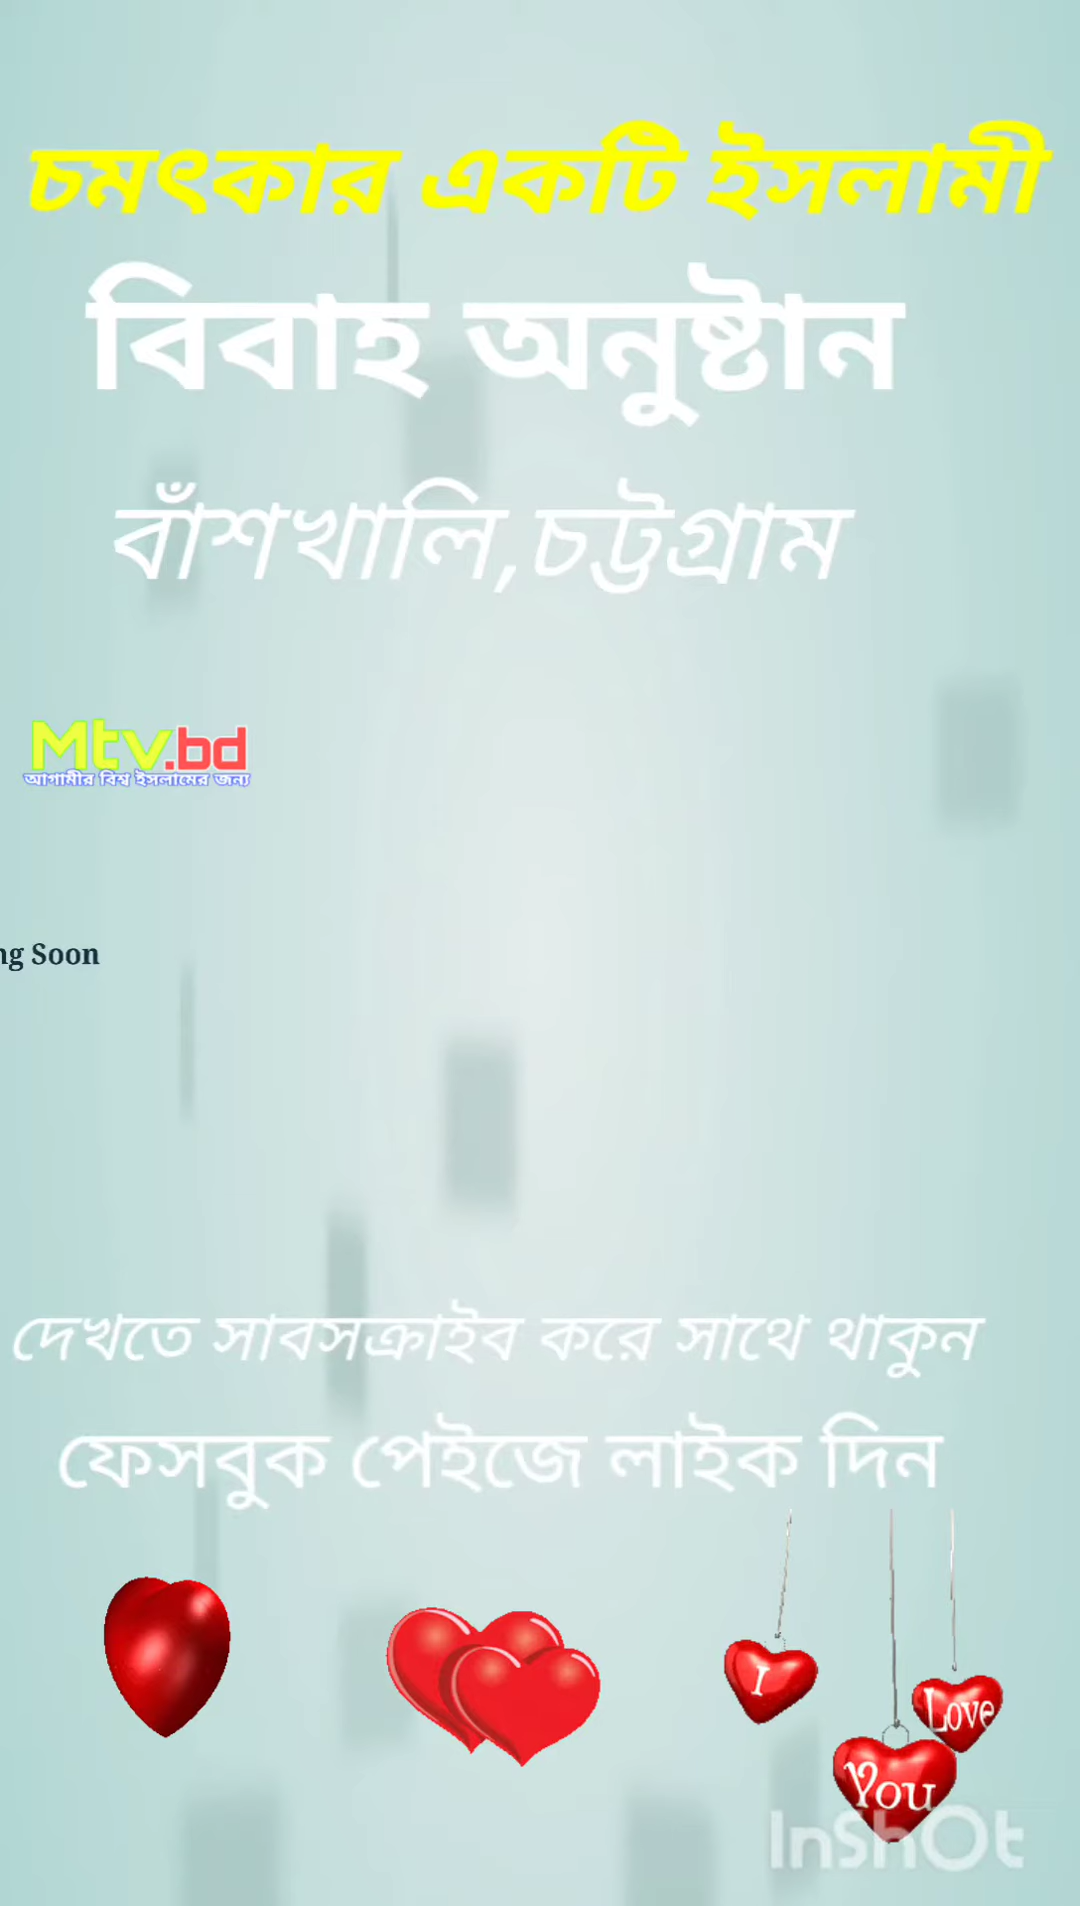 চমৎকার একটি ইসলামী
বিবাহ অনুষ্টান
বাঁশখালি,চট্টগ্রাম
Mtv.bd
আগামীর বিশ্ব ইসলামের জন্য
ng Soon
দেখতে সাবসক্রাইব করে সাথে থাকুন
ফেসবুক পেইজে লাইক দিন
I
Love
You
InShOt